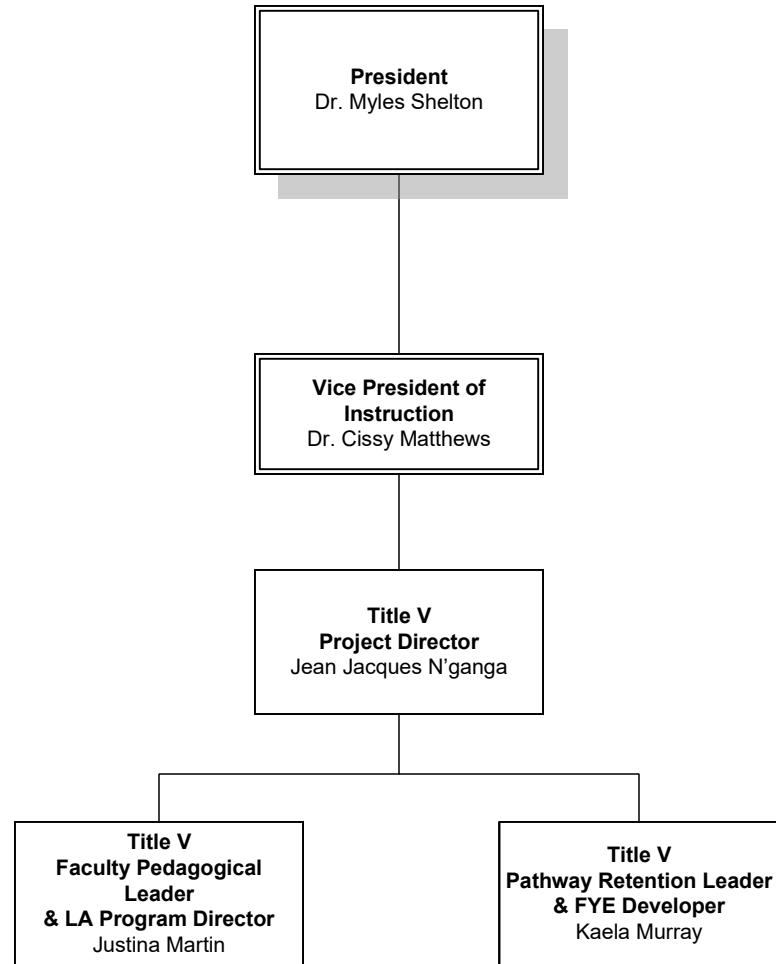 President
Dr. Myles Shelton
Vice President of
Instruction
Dr. Cissy Matthews
Title V
Project Director
Jean Jacques N'ganga
Title V
Faculty Pedagogical
Leader
& LA Program Director
Justina Martin
Title V
Pathway Retention Leader
& FYE Developer
Kaela Murray